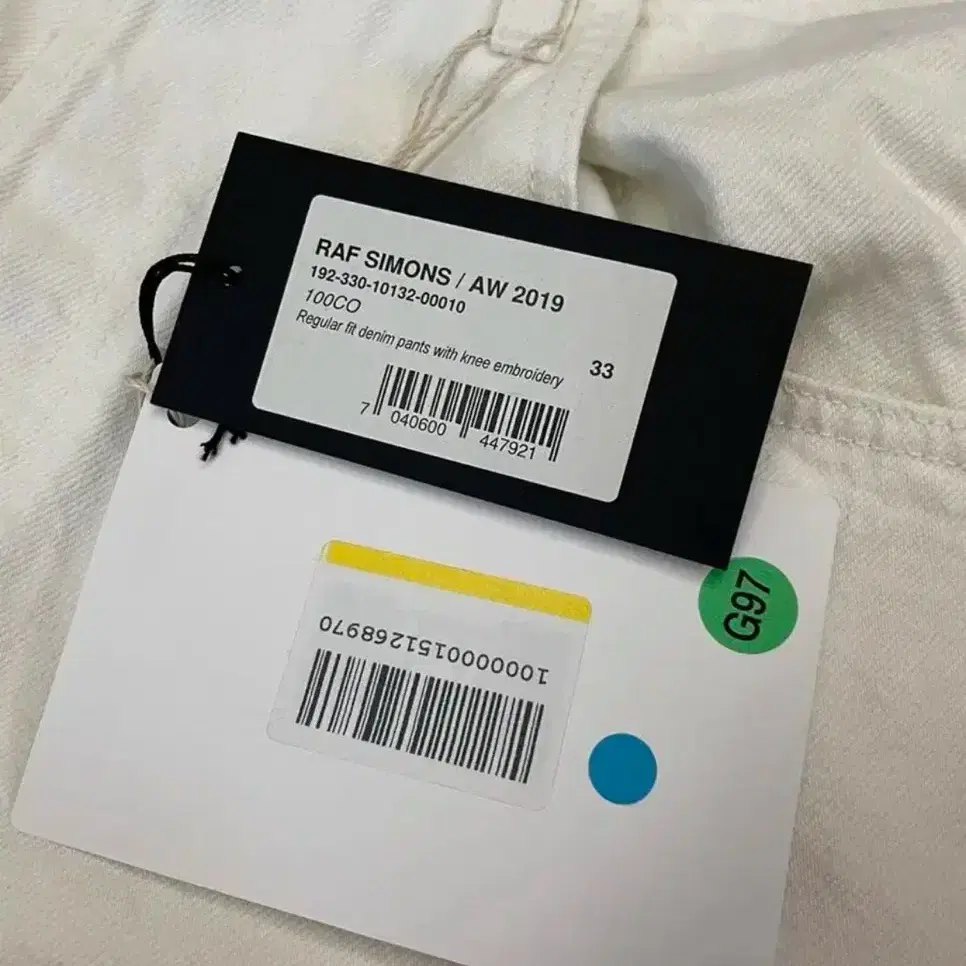 RAF SIMONS / AW 2019
192-330-10132-00010
100CO
Regular fit denim pants with knee embroidery
33
7 040600 447921
1000000151268970
G97